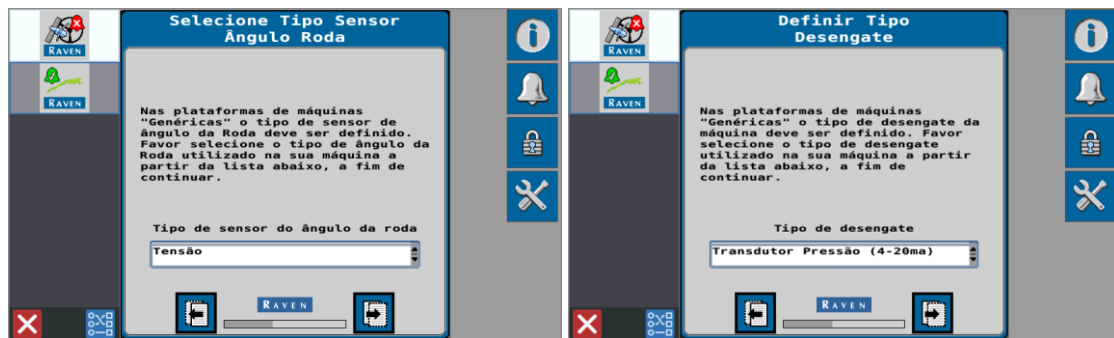 RAVEN
RAVEN
Selecione Tipo Sensor
Ângulo Roda
Nas plataformas de máquinas
"Genéricas" o tipo de sensor de
ângulo da Roda deve ser definido.
Favor selecione o tipo de ângulo da
Roda utilizado na sua máquina a
partir da lista abaixo, a fim de
continuar.
Tipo de sensor do ângulo da roda
Tensão
RAVEN
RAVEN
RAVEN
Definir Tipo
Desengate
Nas plataformas de máquinas
"Genéricas" o tipo de desengate da
máquina deve ser definido. Favor
selecione o tipo de desengate
utilizado na sua máquina a partir
da lista abaixo, a fim de
continuar.
Tipo de desengate
Transdutor Pressão (4-20ma)
RAVEN